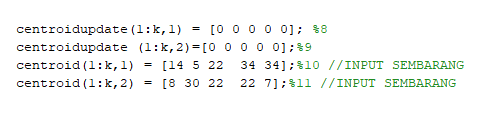 centroidupdate(1:k,1) = [0 0 0 0 0]; %8
centroidupdate (1:k,2)=[0 0 0 0 0];%9
centroid(1:k,1) = [14 5 22  34 34];%10 //INPUT SEMBARANG
centroid(1:k,2) = [8 30 22  22 7];%11 //INPUT SEMBARANG